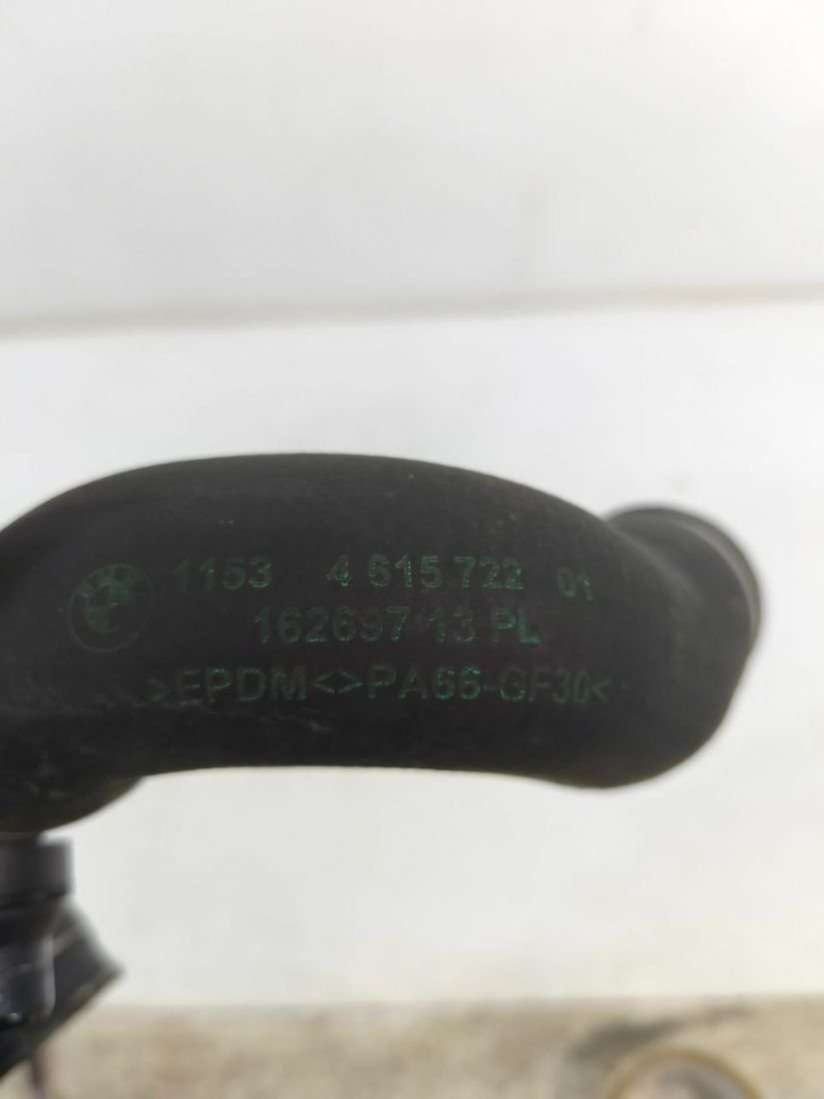 1153 4 615 722 01
162697 13 PL
>EPDM<>PA66-GF30<